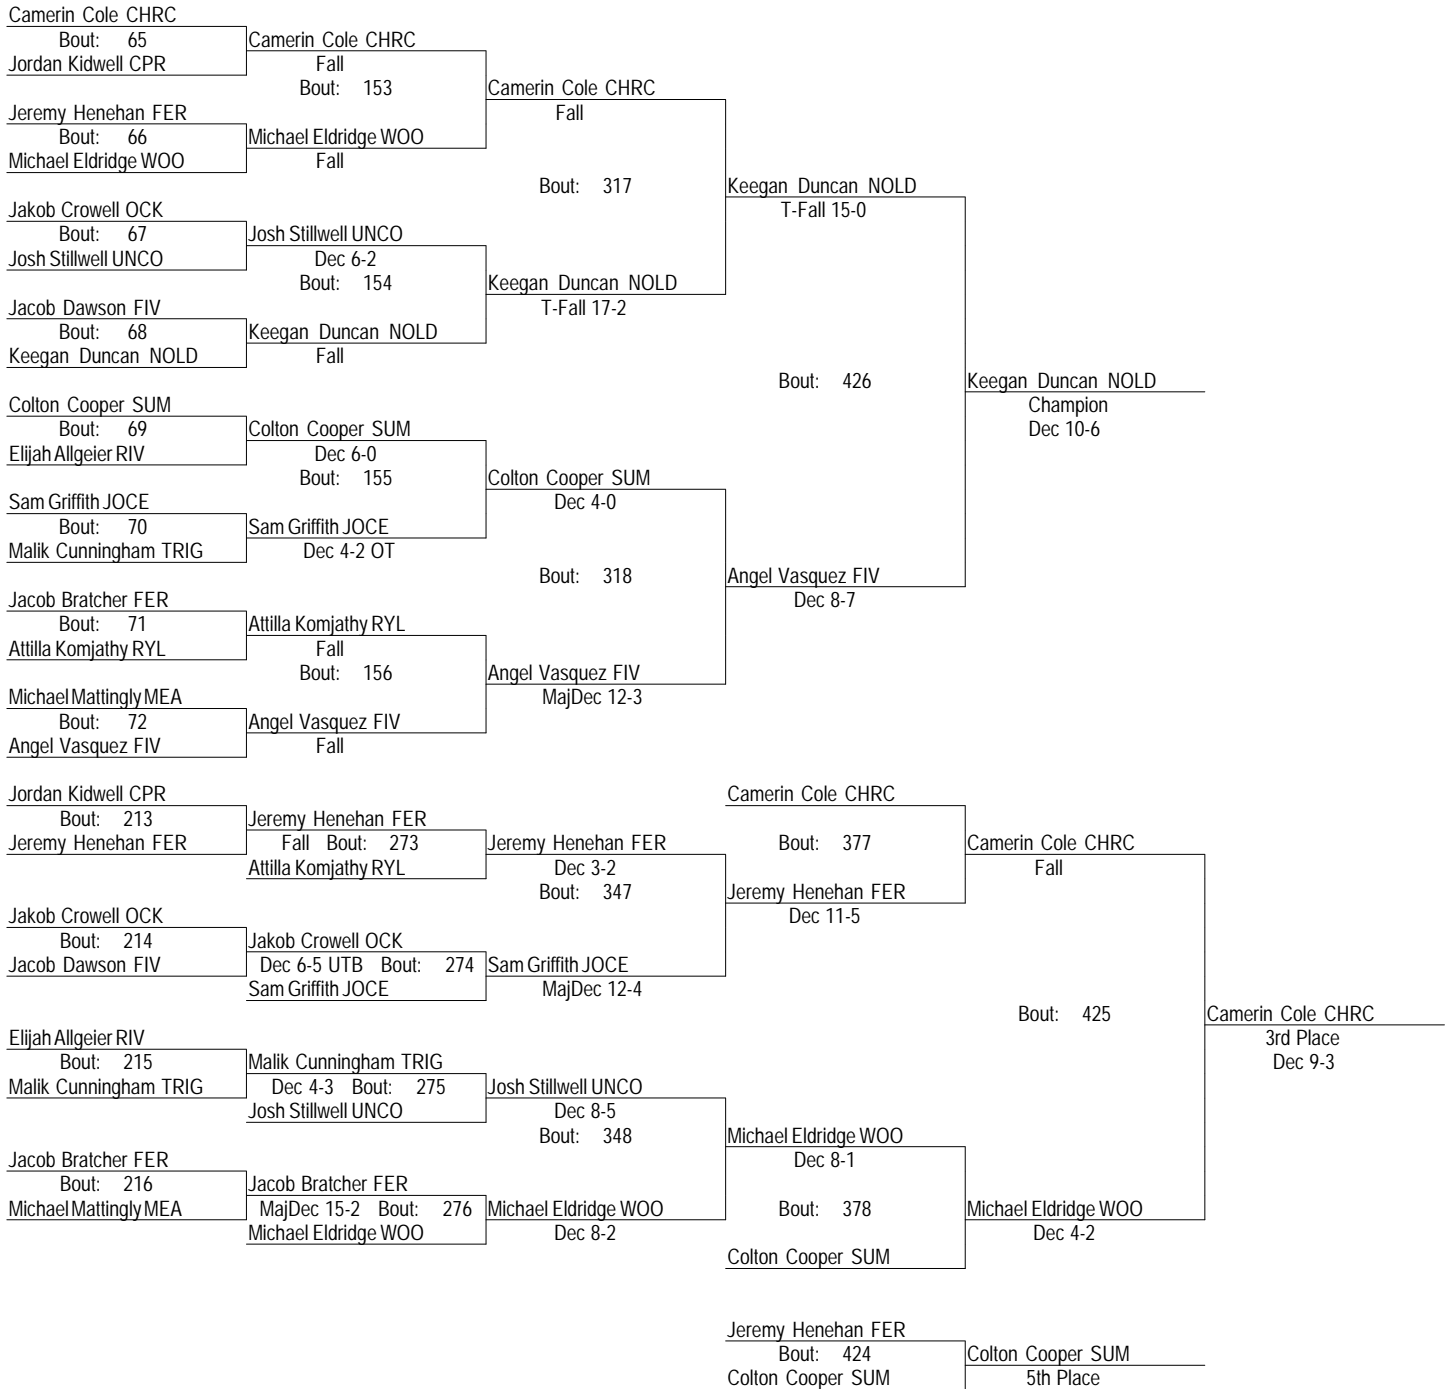 Camerin Cole CHRC
Bout: 65 Camerin Cole CHRC
Jordan Kidwell CPR Fall
Bout: 153 Camerin Cole CHRC
Jeremy Henehan FER Fall
Bout: 66 Michael Eldridge WOO
Michael Eldridge WOO Fall
Bout: 317 Keegan Duncan NOLD
Jakob Crowell OCK T-Fall 15-0
Bout: 67 Josh Stillwell UNCO
Josh Stillwell UNCO Dec 6-2
Bout: 154 Keegan Duncan NOLD
Jacob Dawson FIV T-Fall 17-2
Bout: 68 Keegan Duncan NOLD
Keegan Duncan NOLD Fall
Bout: 426 Keegan Duncan NOLD
Colton Cooper SUM Champion
Bout: 69 Colton Cooper SUM Dec 10-6
Elijah Allgeier RIV Dec 6-0
Bout: 155 Colton Cooper SUM
Sam Griffith JOCE Dec 4-0
Bout: 70 Sam Griffith JOCE
Malik Cunningham TRIG Dec 4-2 OT
Bout: 318 Angel Vasquez FIV
Jacob Bratcher FER Dec 8-7
Bout: 71 Attilla Komjathy RYL
Attilla Komjathy RYL Fall
Bout: 156 Angel Vasquez FIV
Michael Mattingly MEA MajDec 12-3
Bout: 72 Angel Vasquez FIV
Angel Vasquez FIV Fall
Jordan Kidwell CPR Camerin Cole CHRC
Bout: 213 Jeremy Henehan FER
Jeremy Henehan FER Fall Bout: 273 Jeremy Henehan FER Bout: 377 Camerin Cole CHRC
Attilla Komjathy RYL Dec 3-2 Fall
Bout: 347 Jeremy Henehan FER
Jakob Crowell OCK Dec 11-5
Bout: 214 Jakob Crowell OCK
Jacob Dawson FIV Dec 6-5 UTB Bout: 274 Sam Griffith JOCE
Sam Griffith JOCE MajDec 12-4
Bout: 425 Camerin Cole CHRC
Elijah Allgeier RIV 3rd Place
Bout: 215 Malik Cunningham TRIG Dec 9-3
Malik Cunningham TRIG Dec 4-3 Bout: 275 Josh Stillwell UNCO
Josh Stillwell UNCO Dec 8-5
Bout: 348 Michael Eldridge WOO
Jacob Bratcher FER Dec 8-1
Bout: 216 Jacob Bratcher FER
Michael Mattingly MEA MajDec 15-2 Bout: 276 Michael Eldridge WOO Bout: 378 Michael Eldridge WOO
Michael Eldridge WOO Dec 8-2 Dec 4-2
Colton Cooper SUM
Jeremy Henehan FER
Bout: 424 Colton Cooper SUM
Colton Cooper SUM 5th Place